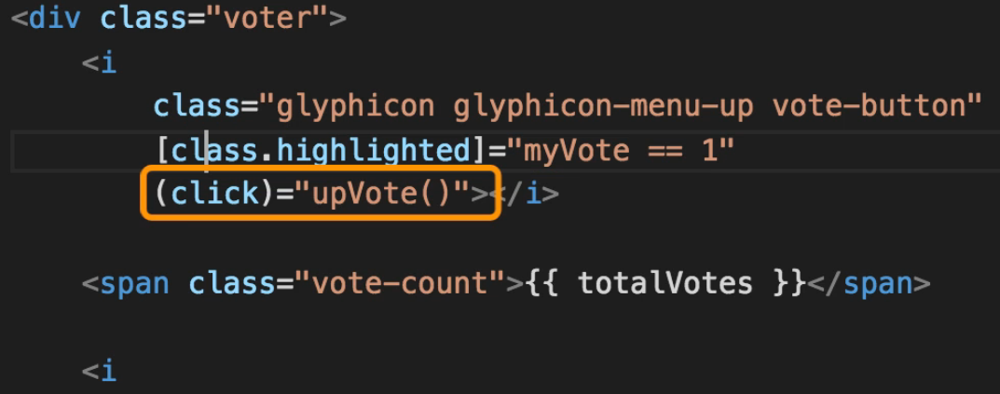 <div class="voter">
<i
class="glyphicon glyphicon-menu-up vote-button"
[class.highlighted]="myVote == 1"
(click)="upVote()"></i>
<span class="vote-count">{{ totalVotes }}</span>
<i